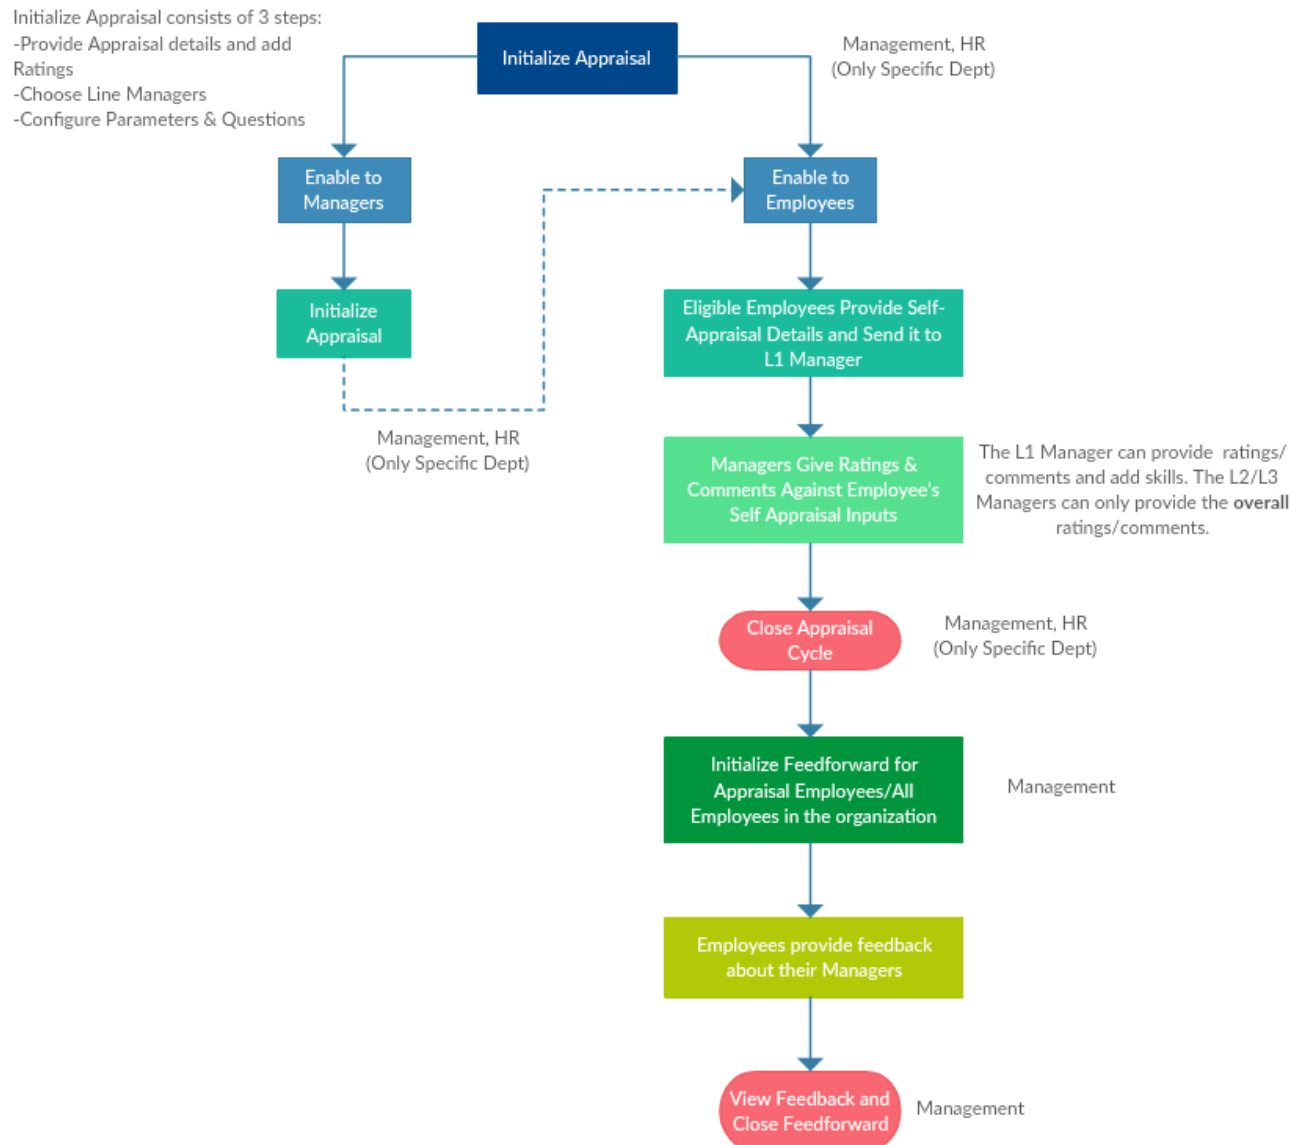 Initialize Appraisal consists of 3 steps:
-Provide Appraisal details and add
Ratings
-Choose Line Managers
-Configure Parameters & Questions
Initialize Appraisal
Management, HR
(Only Specific Dept)
Enable to
Managers
Enable to
Employees
Initialize
Appraisal
Eligible Employees Provide Self-
Appraisal Details and Send it to
L1 Manager
Management, HR
(Only Specific Dept)
Managers Give Ratings &
Comments Against Employee's
Self Appraisal Inputs
The L1 Manager can provide ratings/
comments and add skills. The L2/L3
Managers can only provide the overall
ratings/comments.
Close Appraisal
Cycle
Management, HR
(Only Specific Dept)
Initialize Feedforward for
Appraisal Employees/All
Employees in the organization
Management
Employees provide feedback
about their Managers
View Feedback and
Close Feedforward
Management